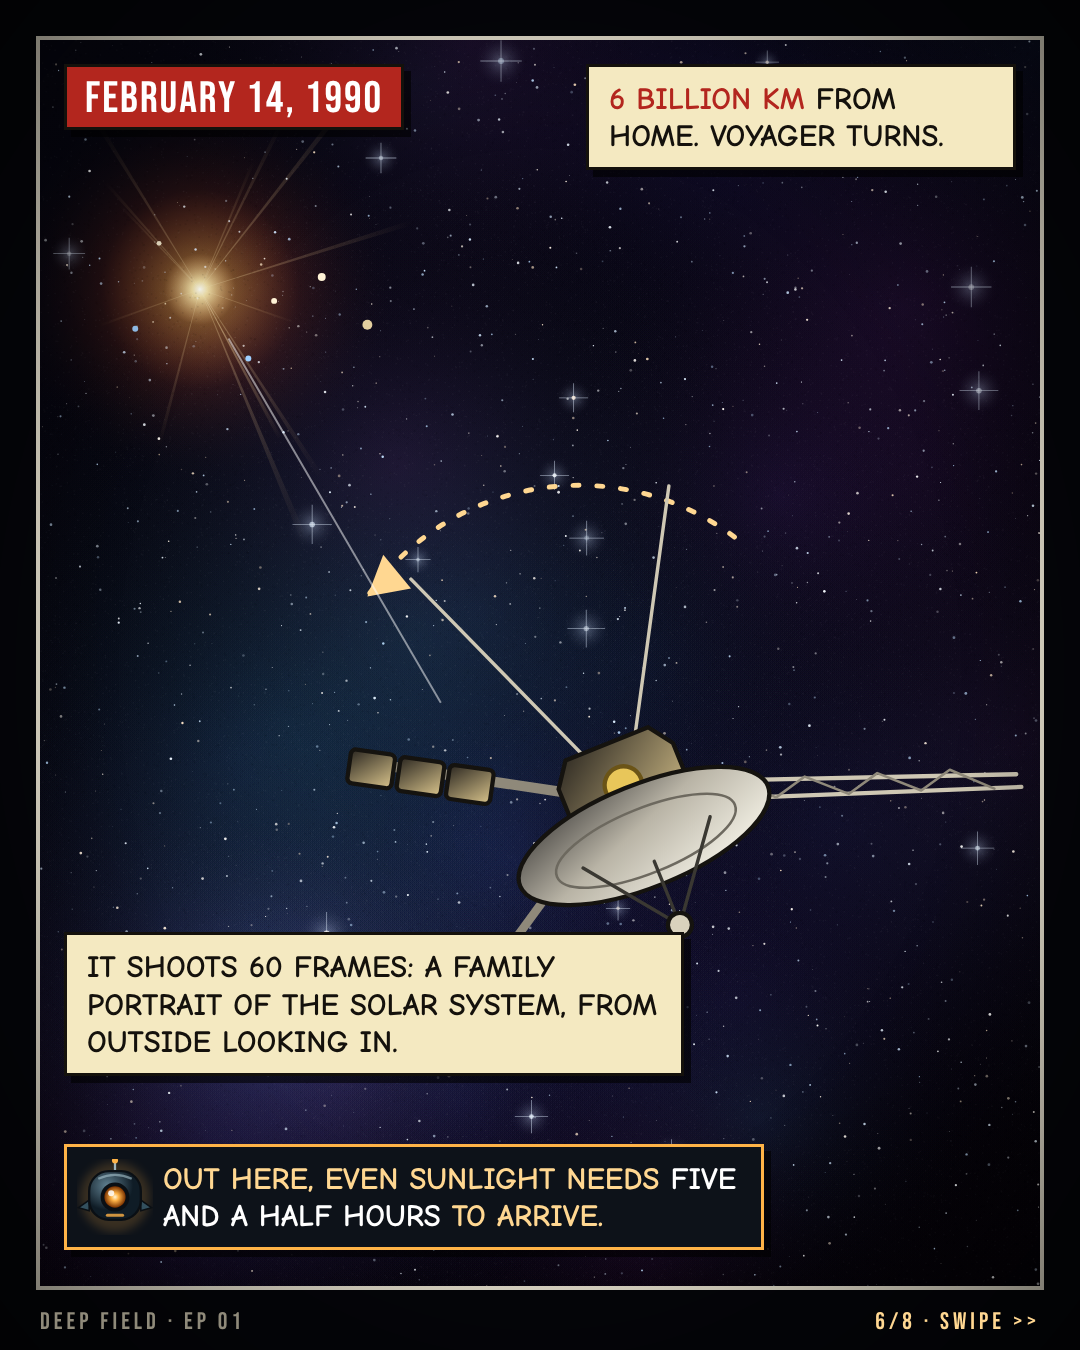 FEBRUARY 14, 1990
6 BILLION KM FROM
HOME. VOYAGER TURNS.
IT SHOOTS 60 FRAMES: A FAMILY
PORTRAIT OF THE SOLAR SYSTEM, FROM
OUTSIDE LOOKING IN.
OUT HERE, EVEN SUNLIGHT NEEDS FIVE
AND A HALF HOURS TO ARRIVE.
DEEP FIELD · EP 01
6/8 · SWIPE >>